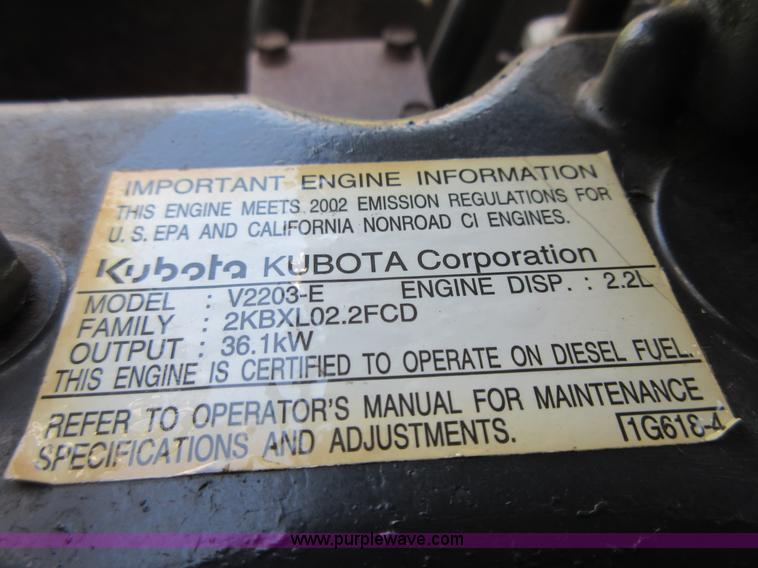 IMPORTANT ENGINE INFORMATION
THIS ENGINE MEETS 2002 EMISSION REGULATIONS FOR
U.S. EPA AND CALIFORNIA NONROAD CI ENGINES.
Kubota KUBOTA Corporation
MODEL : V2203-E ENGINE DISP. : 2.2L
FAMILY : 2KBXL02.2FCD
OUTPUT : 36.1kW
THIS ENGINE IS CERTIFIED TO OPERATE ON DIESEL FUEL.
REFER TO OPERATOR'S MANUAL FOR MAINTENANCE
SPECIFICATIONS AND ADJUSTMENTS. 1G618-4
www.purplewave.com